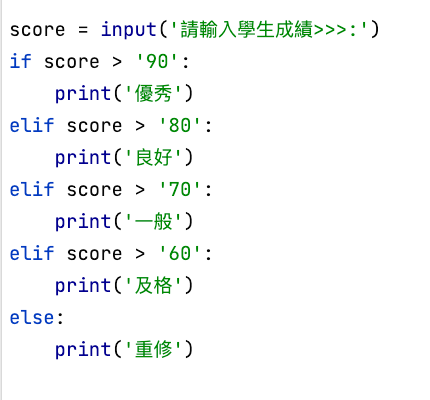 score = input('請輸入學生成績>>>:')
if score > '90':
    print('優秀')
elif score > '80':
    print('良好')
elif score > '70':
    print('一般')
elif score > '60':
    print('及格')
else:
    print('重修')